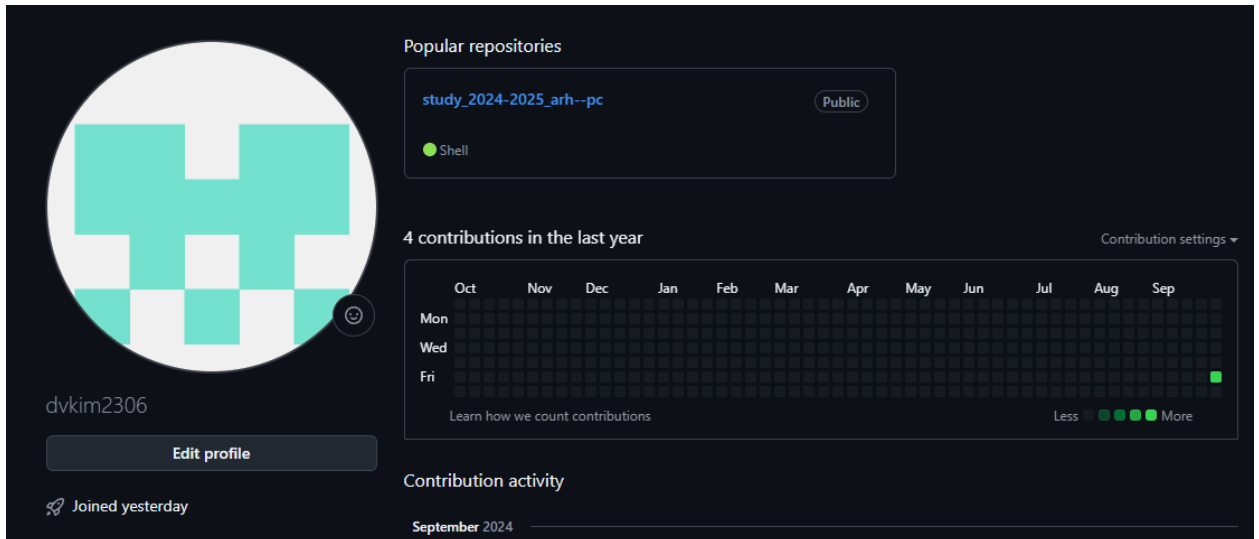 Popular repositories
study_2024-2025_arh--pc
Public
Shell
4 contributions in the last year
Contribution settings
Oct Nov Dec Jan Feb Mar Apr May Jun Jul Aug Sep
Mon
Wed
Fri
Learn how we count contributions
Less More
dvkim2306
Edit profile
Joined yesterday
Contribution activity
September 2024